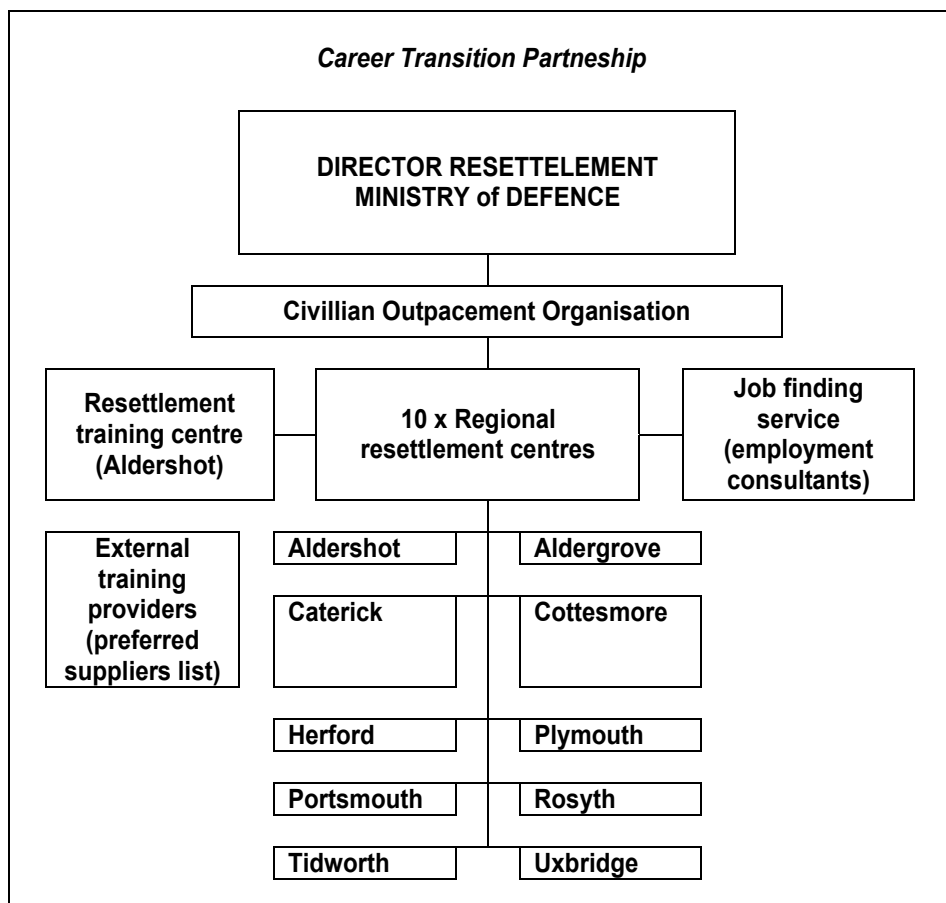 Career Transition Partneship
DIRECTOR RESETTELEMENT
MINISTRY of DEFENCE
Civillian Outpacement Organisation
Resettlement
training centre
(Aldershot)
10 x Regional
resettlement centres
Job finding
service
(employment
consultants)
External
training
providers
(preferred
suppliers list)
Aldershot
Aldergrove
Caterick
Cottesmore
Herford
Plymouth
Portsmouth
Rosyth
Tidworth
Uxbridge